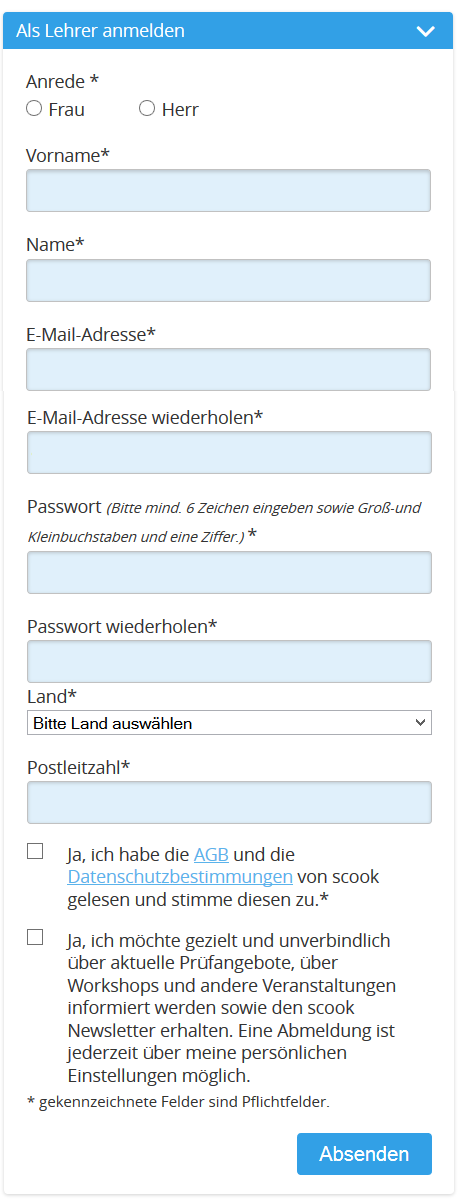 Als Lehrer anmelden
Anrede *
Frau Herr
Vorname*
Name*
E-Mail-Adresse*
E-Mail-Adresse wiederholen*
Passwort (Bitte mind. 6 Zeichen eingeben sowie Groß-und
Kleinbuchstaben und eine Ziffer.) *
Passwort wiederholen*
Land*
Bitte Land auswählen
Postleitzahl*
Ja, ich habe die AGB und die
Datenschutzbestimmungen von scook
gelesen und stimme diesen zu.*
Ja, ich möchte gezielt und unverbindlich
über aktuelle Prüfangebote, über
Workshops und andere Veranstaltungen
informiert werden sowie den scook
Newsletter erhalten. Eine Abmeldung ist
jederzeit über meine persönlichen
Einstellungen möglich.
* gekennzeichnete Felder sind Pflichtfelder.
Absenden